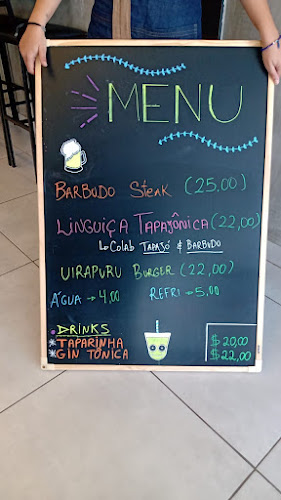 MENU
BARBUDO STEAK (25,00)
LINGUIÇA TAPAJÔNICA (22,00)
↳ COLAB TAPAJÓ & BARBUDO
UIRAPURU BURGER (22,00)
ÁGUA → 4,00 REFRI → 5,00
• DRINKS
* TAPARINHA $ 20,00
* GIN TÔNICA $ 22,00